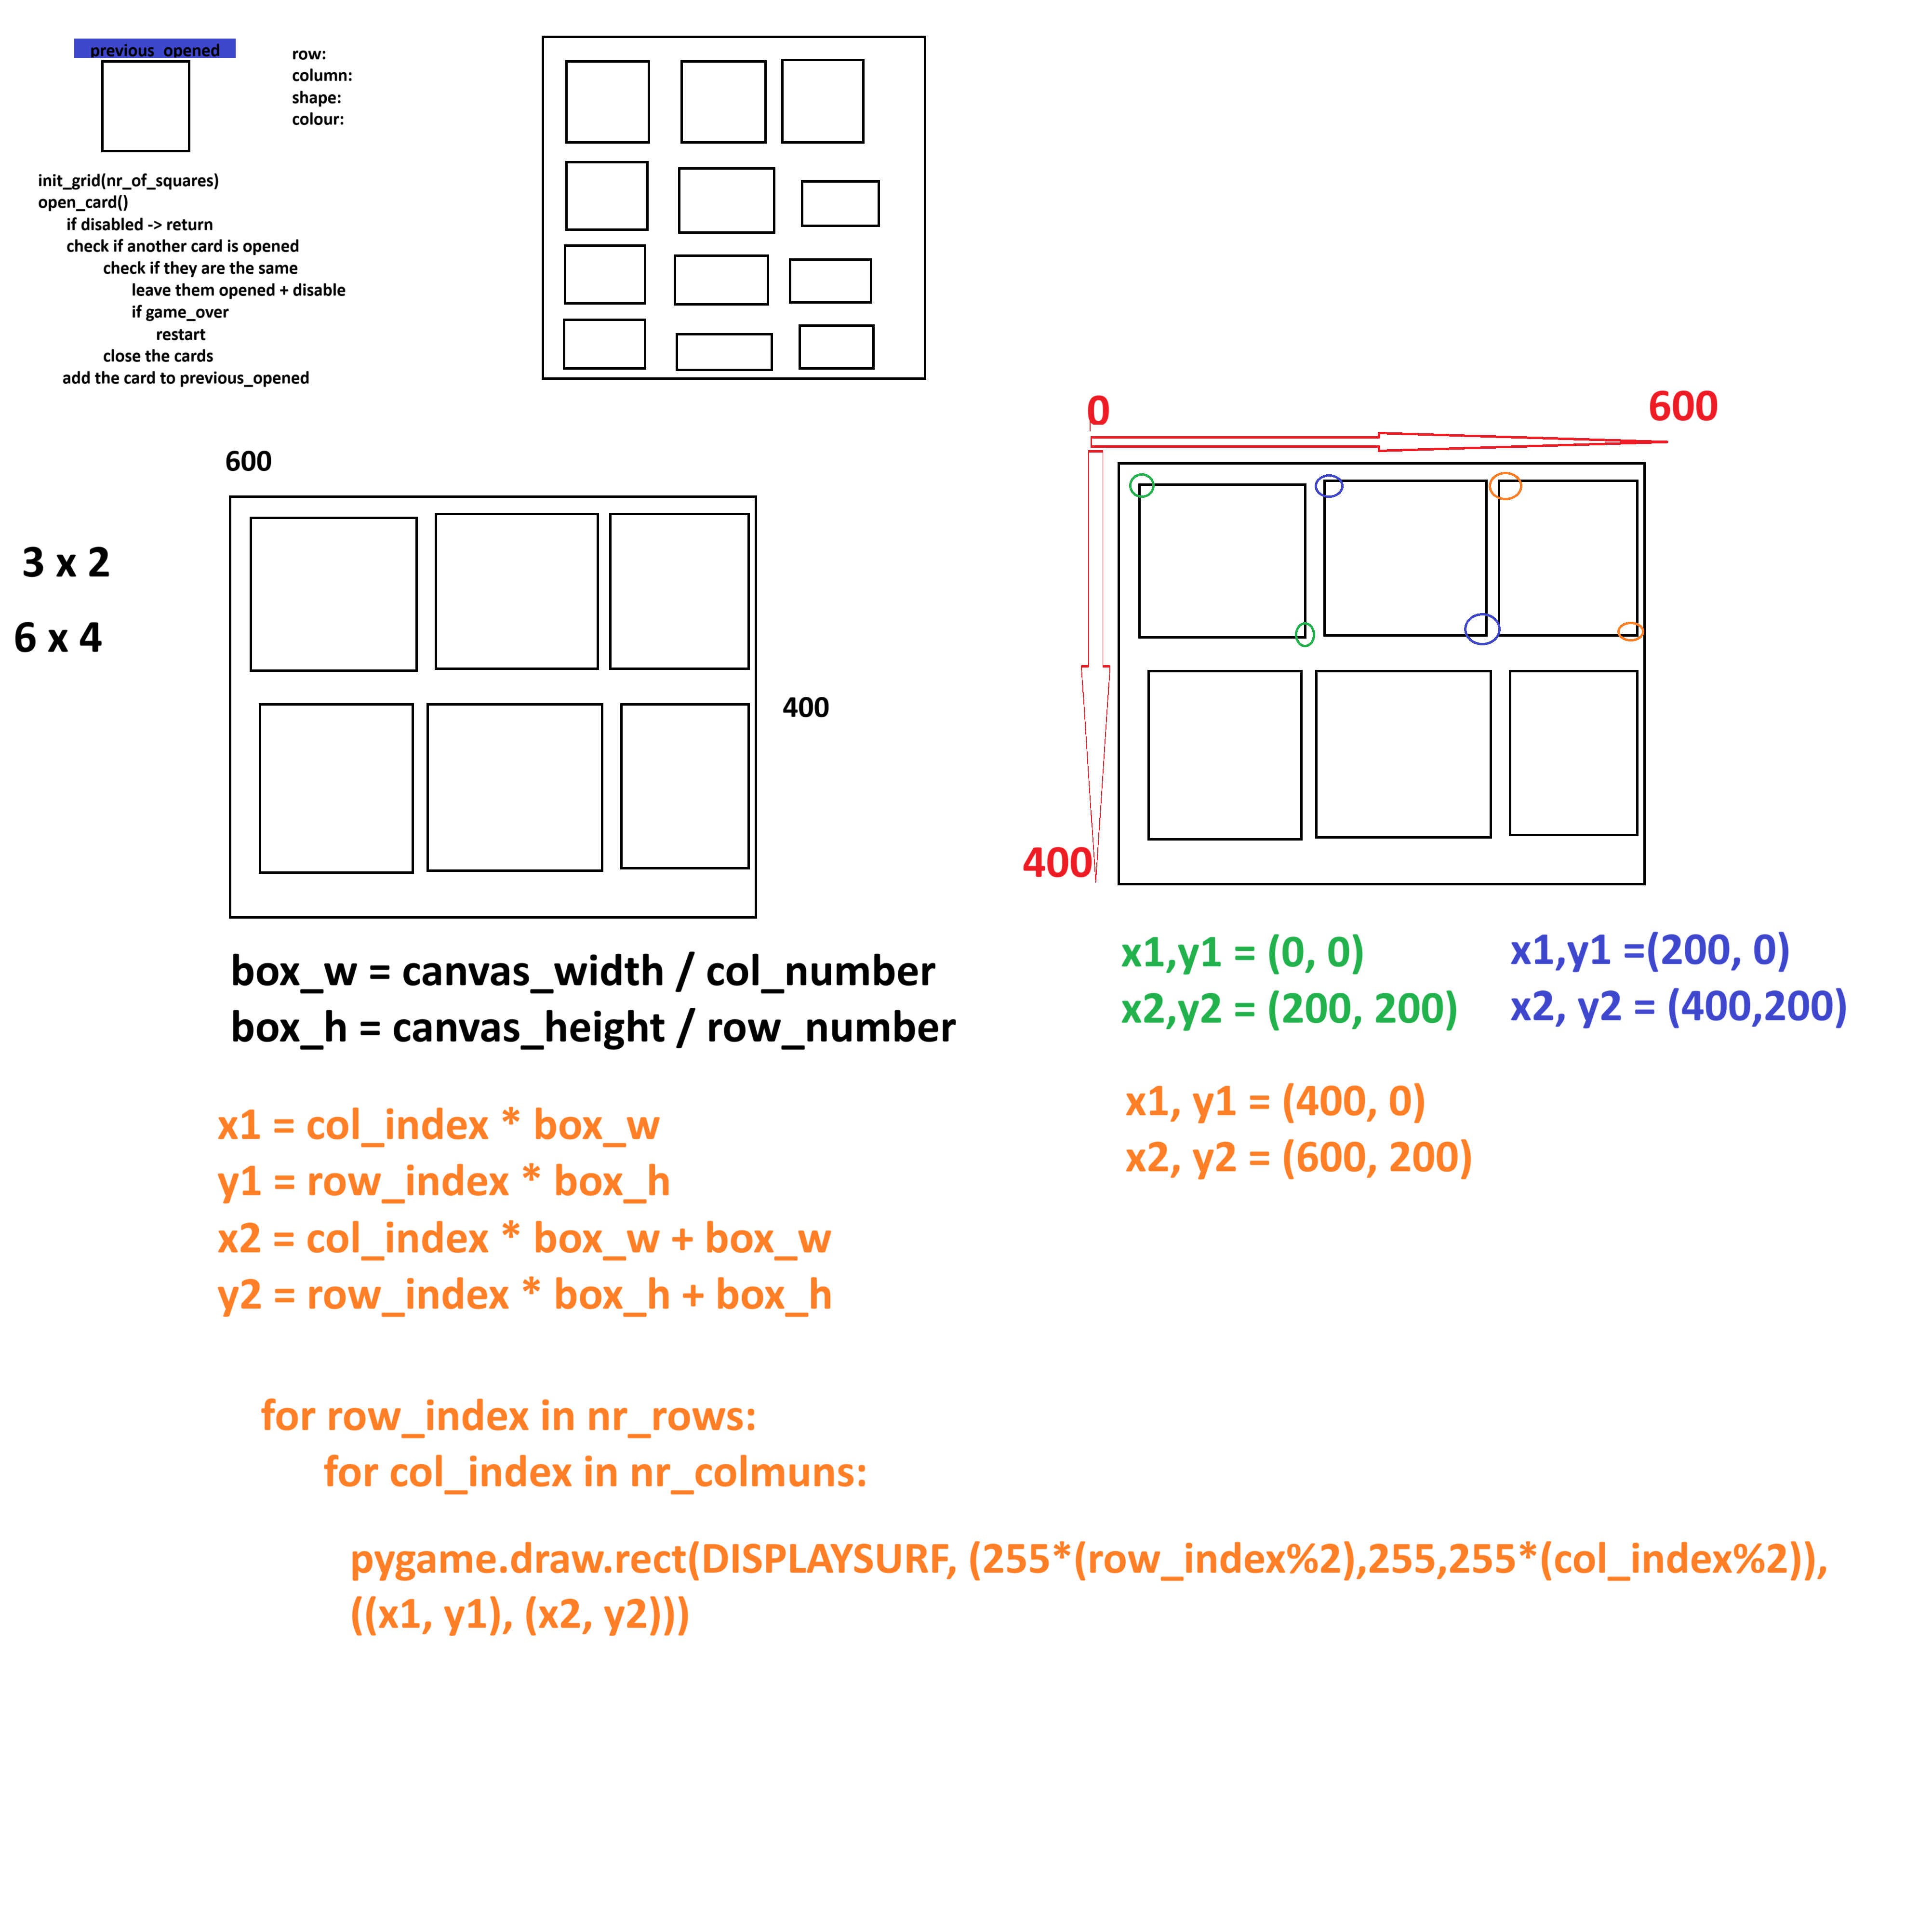 previous_opened
row:
column:
shape:
colour:
init_grid(nr_of_squares)
open_card()
if disabled -> return
check if another card is opened
check if they are the same
leave them opened + disable
if game_over
restart
close the cards
add the card to previous_opened
600
3 x 2
6 x 4
400
0
600
400
box_w = canvas_width / col_number
box_h = canvas_height / row_number
x1,y1 = (0, 0)
x2,y2 = (200, 200)
x1,y1 =(200, 0)
x2, y2 = (400,200)
x1, y1 = (400, 0)
x2, y2 = (600, 200)
x1 = col_index * box_w
y1 = row_index * box_h
x2 = col_index * box_w + box_w
y2 = row_index * box_h + box_h
for row_index in nr_rows:
for col_index in nr_colmuns:
pygame.draw.rect(DISPLAYSURF, (255*(row_index%2),255,255*(col_index%2)),
((x1, y1), (x2, y2)))